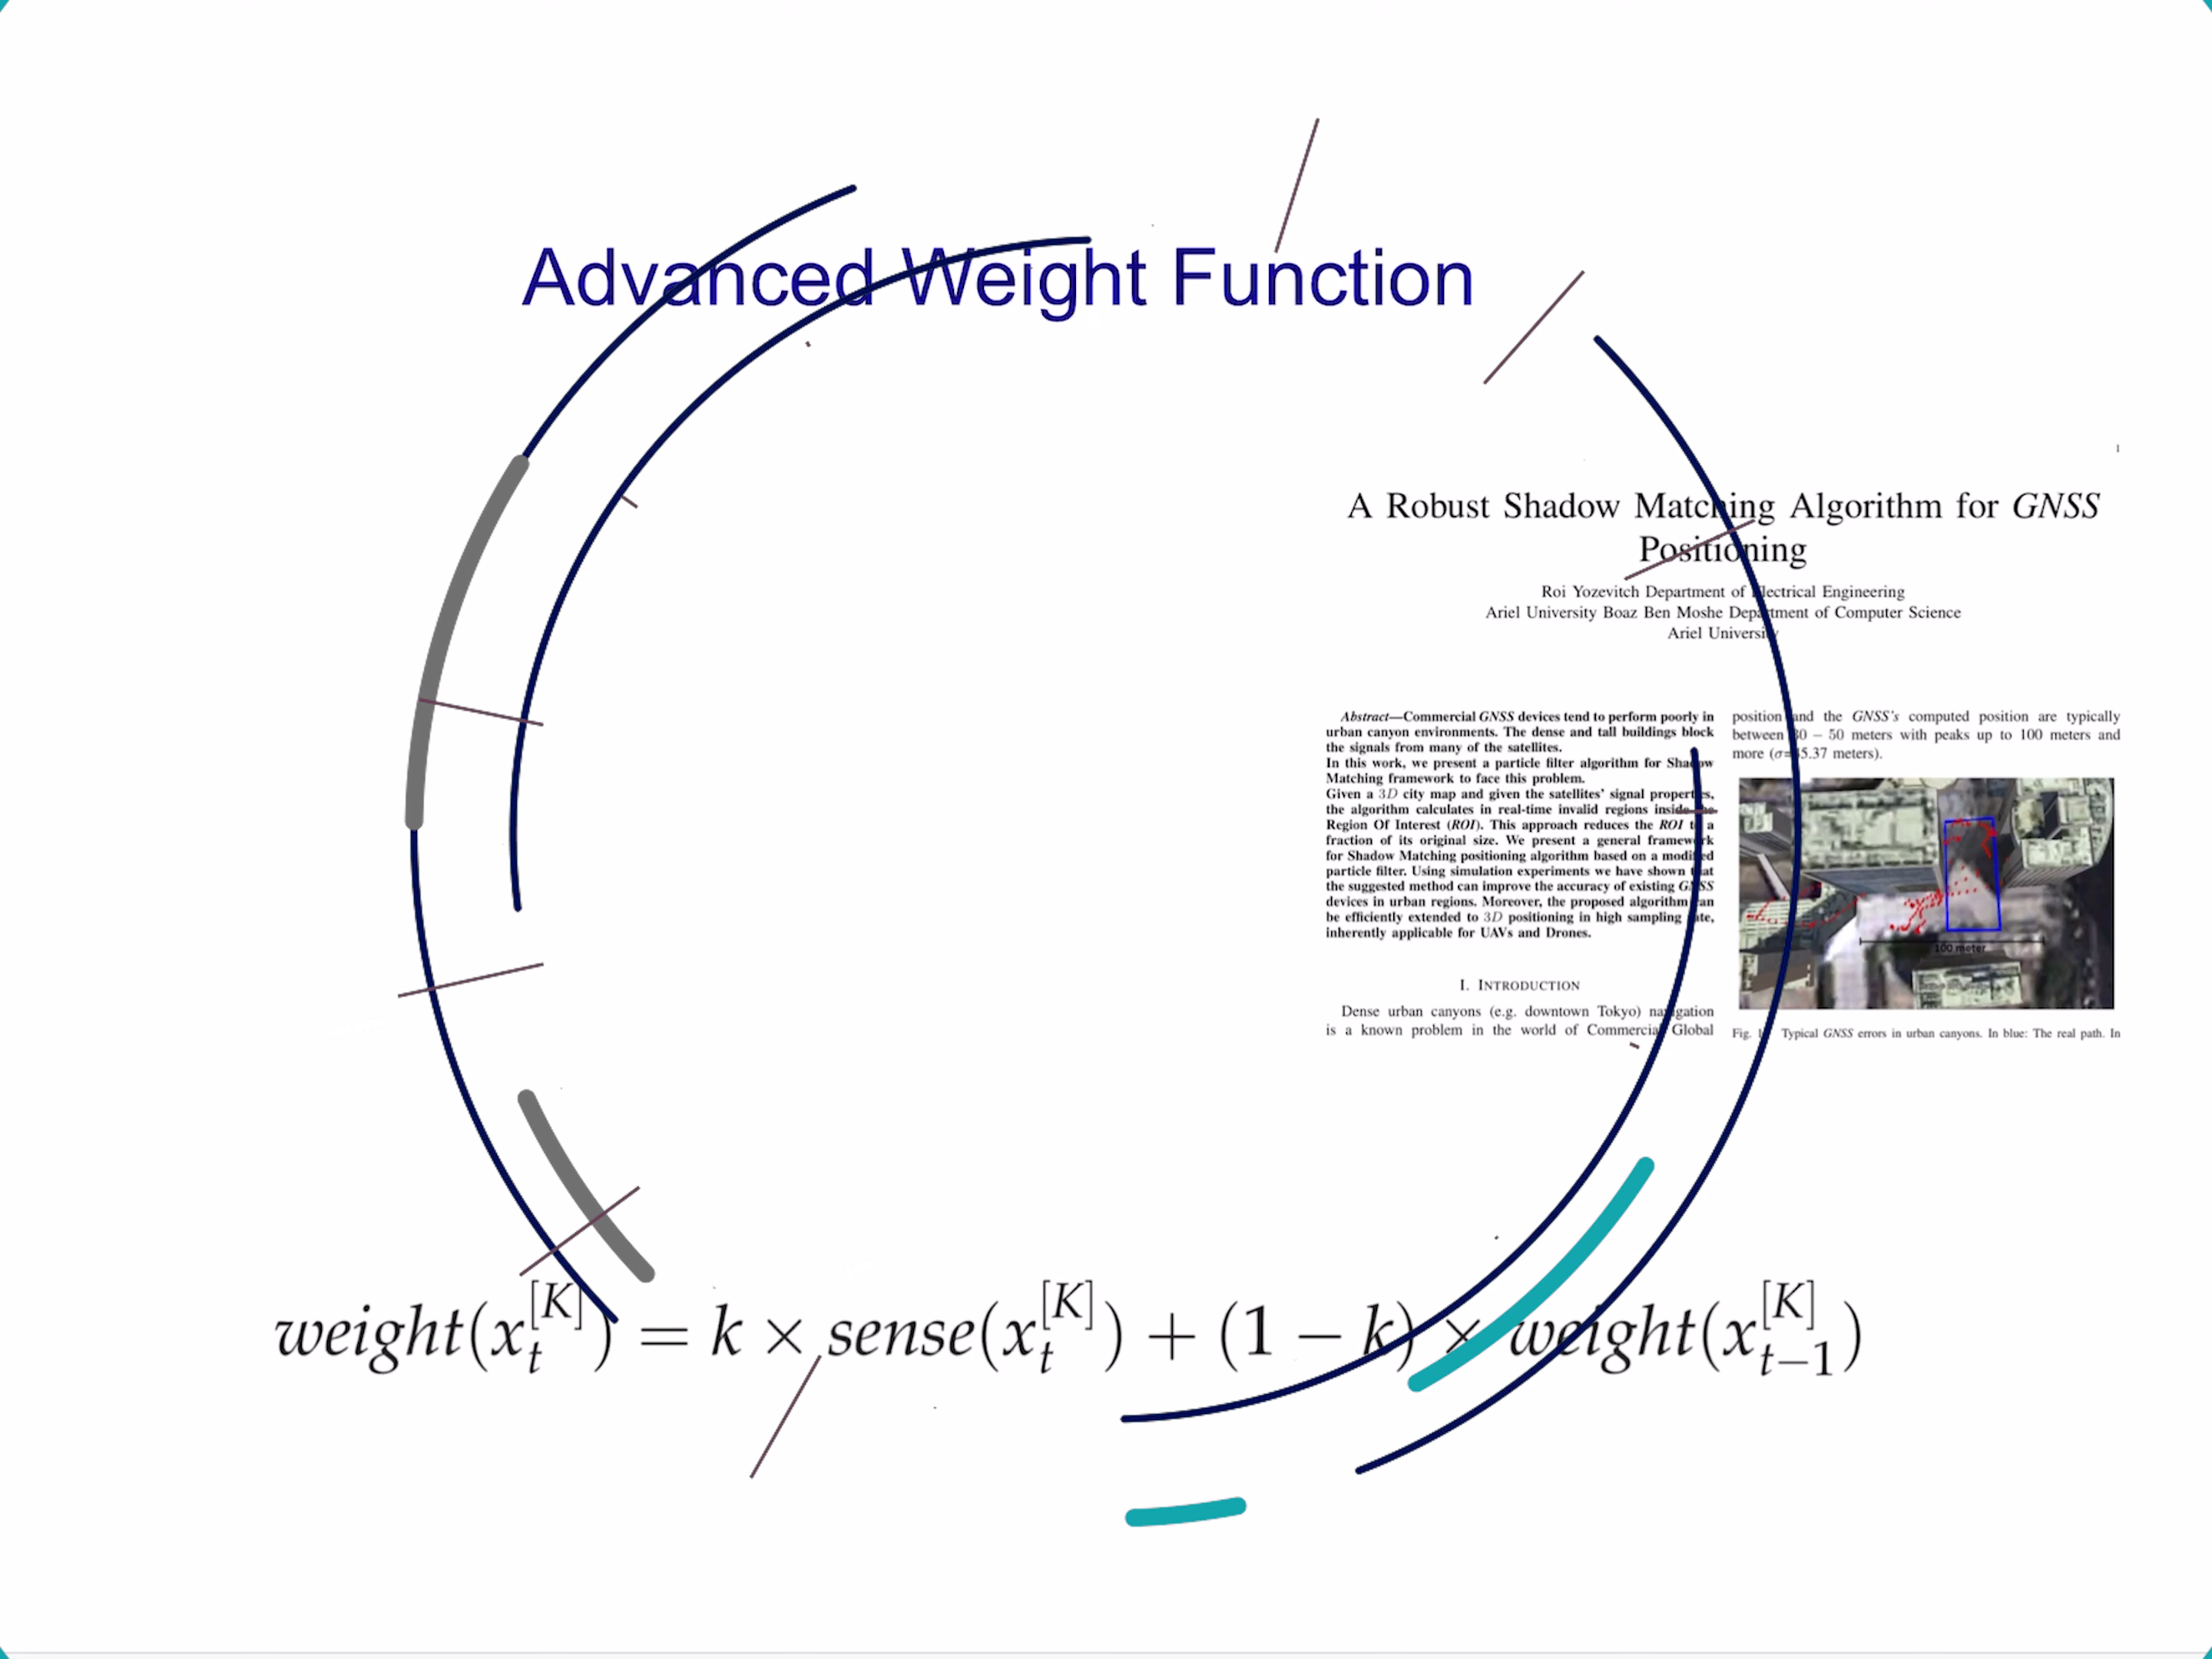 Advanced Weight Function
1
A Robust Shadow Matching Algorithm for GNSS
Positioning
Roi Yozevitch Department of Electrical Engineering
Ariel University Boaz Ben Moshe Department of Computer Science
Ariel University
Abstract—Commercial GNSS devices tend to perform poorly in
urban canyon environments. The dense and tall buildings block
the signals from many of the satellites.
In this work, we present a particle filter algorithm for Shadow
Matching framework to face this problem.
Given a 3D city map and given the satellites' signal properties,
the algorithm calculates in real-time invalid regions inside the
Region Of Interest (ROI). This approach reduces the ROI to a
fraction of its original size. We present a general framework
for Shadow Matching positioning algorithm based on a modified
particle filter. Using simulation experiments we have shown that
the suggested method can improve the accuracy of existing GNSS
devices in urban regions. Moreover, the proposed algorithm can
be efficiently extended to 3D positioning in high sampling rate,
inherently applicable for UAVs and Drones.
I. INTRODUCTION
Dense urban canyons (e.g. downtown Tokyo) navigation
is a known problem in the world of Commercial Global
position and the GNSS's computed position are typically
between – 50 meters with peaks up to 100 meters and
more meters).
100 meter
Fig. Typical GNSS errors in urban canyons. In blue: The real path. In
weight(x_t^{[K]}) = k × sense(x_t^{[K]}) + (1 − k) × weight(x_{t−1}^{[K]})